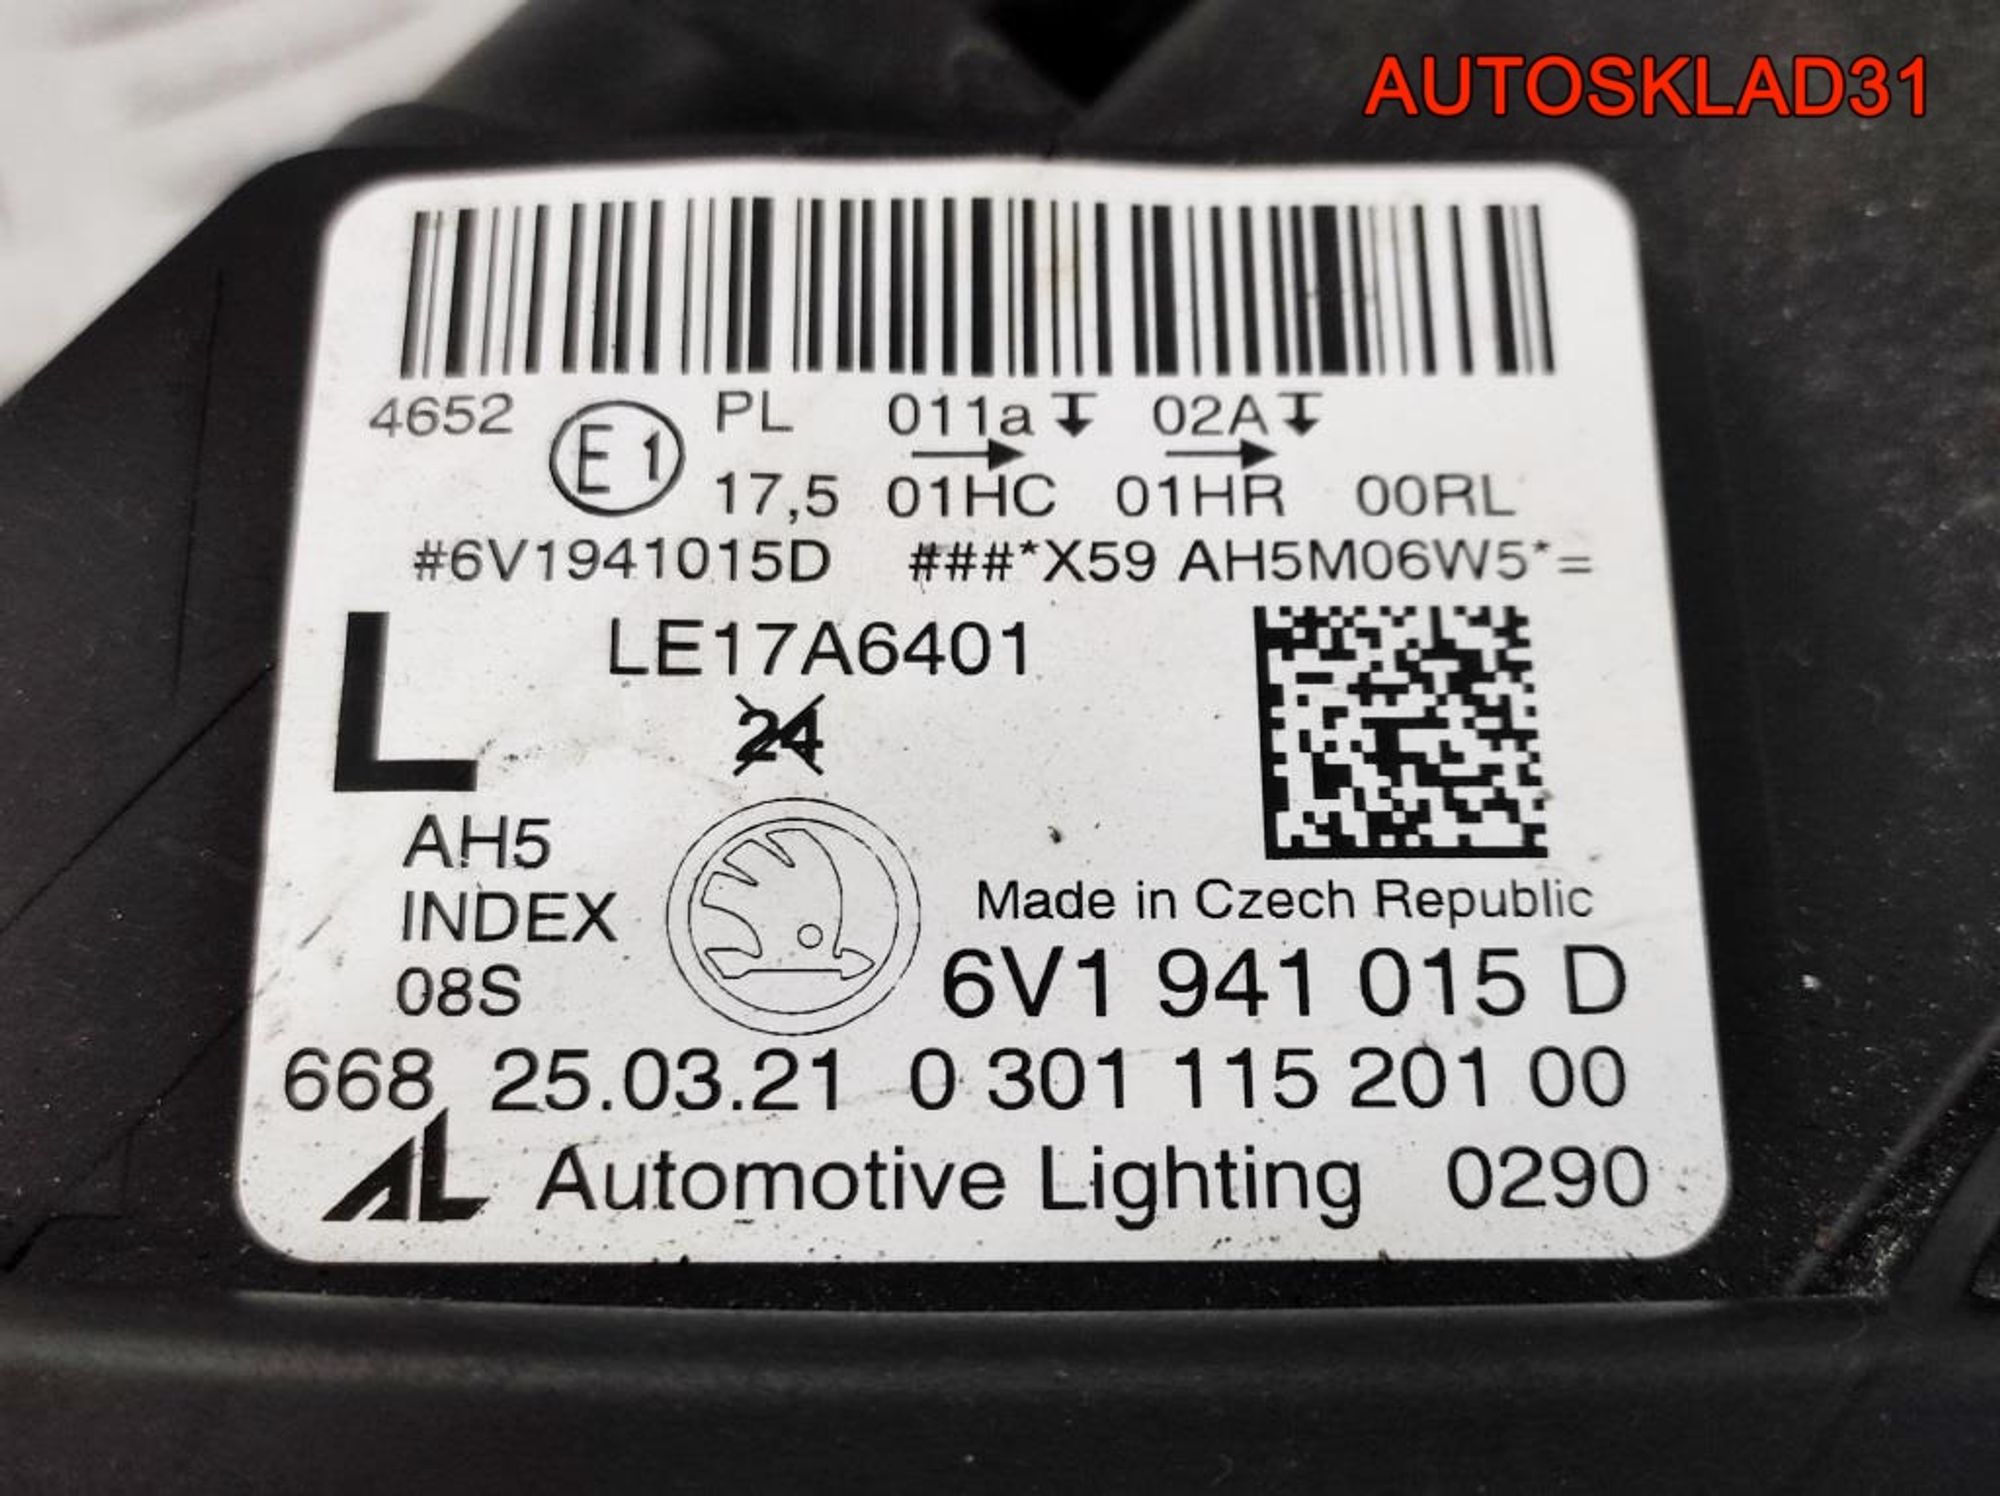 AUTOSKLAD31
4652 E1 PL 011a 02A
17,5 01HC 01HR 00RL
#6V1941015D ###*X59 AH5M06W5*=
L LE17A6401
24
AH5
INDEX
08S
Made in Czech Republic
6V1 941 015 D
668 25.03.21 0 301 115 201 00
AL Automotive Lighting 0290